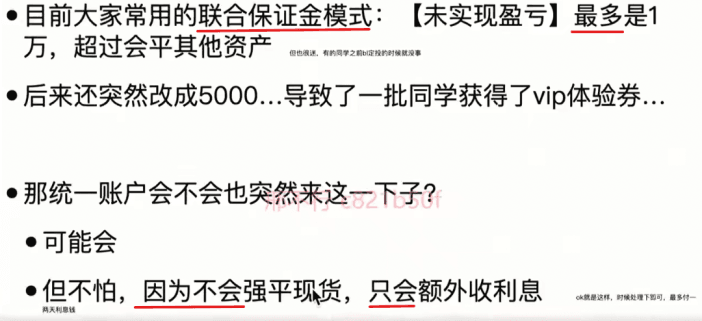 • 目前大家常用的联合保证金模式：【未实现盈亏】最多是1
万，超过会平其他资产 但也很迷，有的同学之前bl定投的时候就没事
• 后来还突然改成5000...导致了一批同学获得了vip体验券...
• 那统一账户会不会也突然来这一下子?
• 可能会
• 但不怕，因为不会强平现货，只会额外收利息 ok就是这样，时候处理下即可，最多付一
两天利息钱